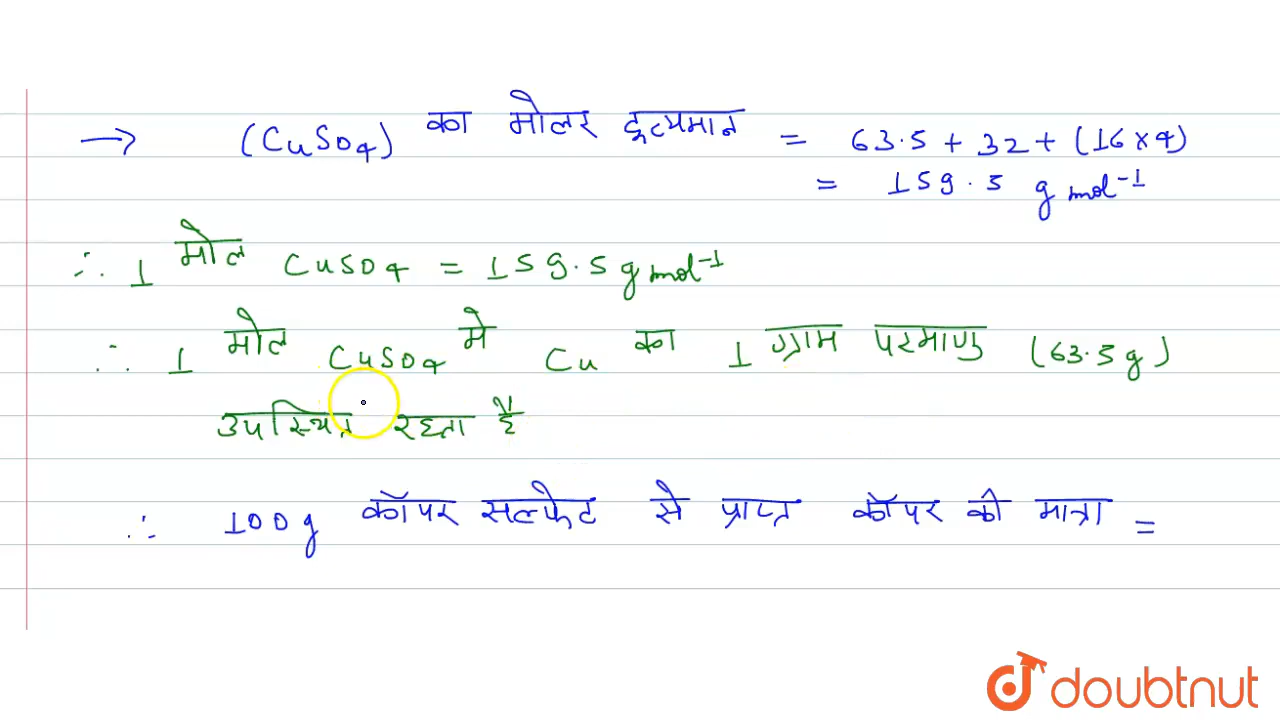 → (CuSO4) का मोलर द्रव्यमान = 63.5 + 32 + (16×4)
= 159.5 g mol-1
∴ 1 मोल CuSO4 = 159.5 g mol-1
∴ 1 मोल CuSO4 मे Cu का 1 ग्राम परमाणु (63.5 g)
उपस्थित रहता है
∴ 100 g कॉपर सल्फेट से प्राप्त कॉपर की मात्रा =
doubtnut